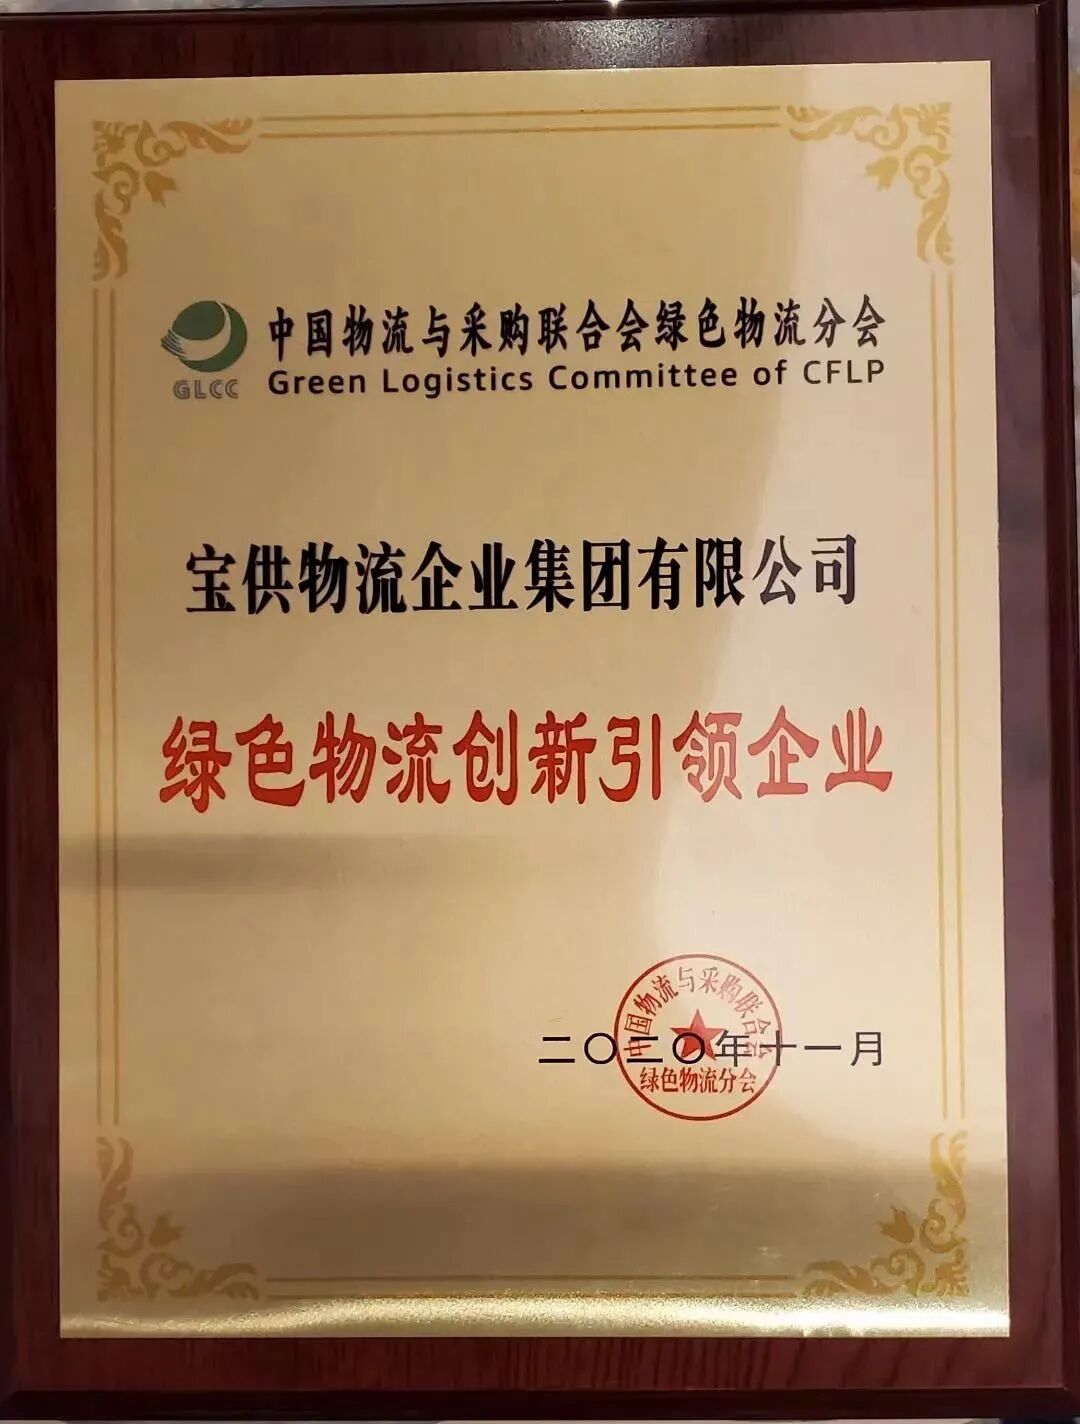 中国物流与采购联合会绿色物流分会
GLCC
Green Logistics Committee of CFLP
宝供物流企业集团有限公司
绿色物流创新引领企业
中国物流与采购联合会
二〇二〇年十一月
绿色物流分会